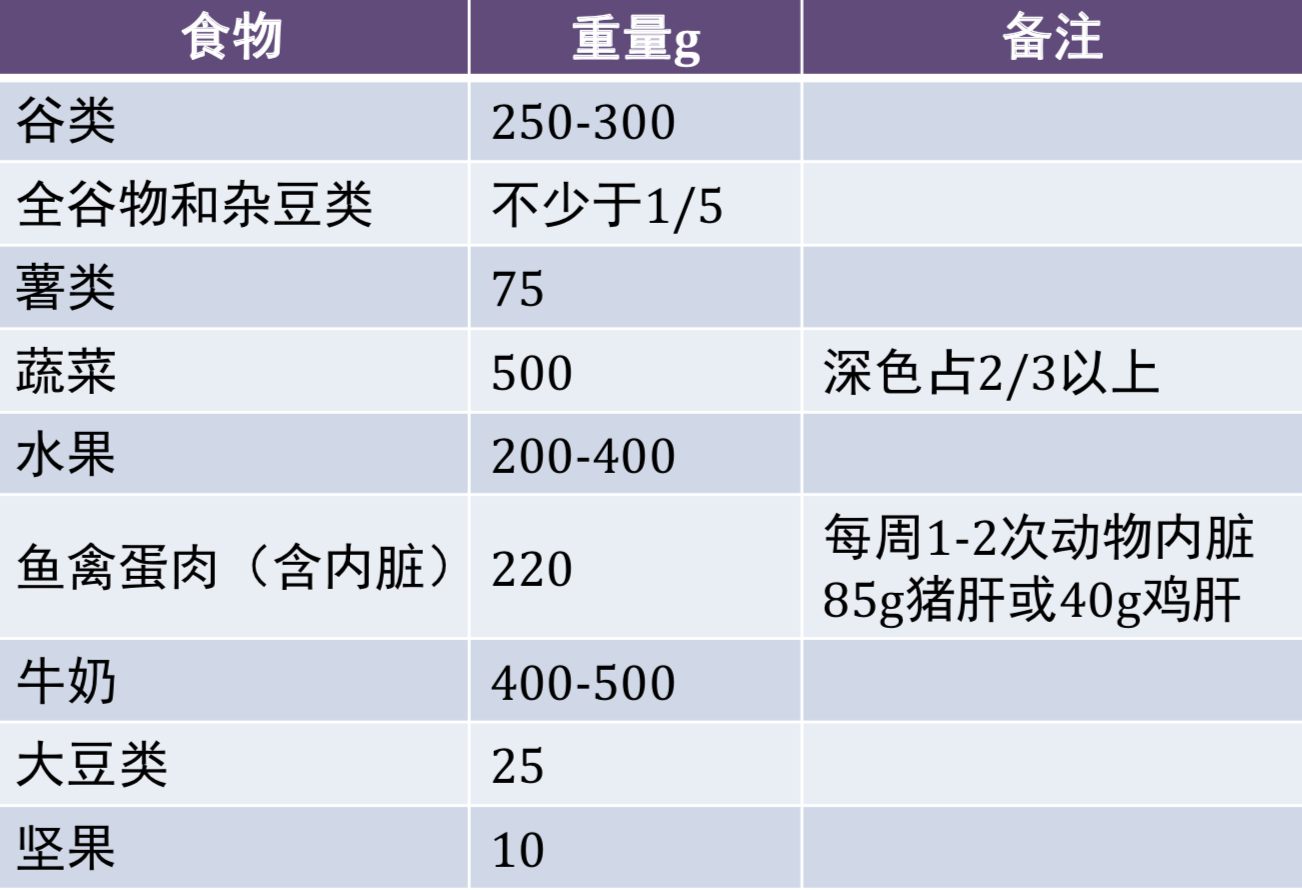 食物 重量g 备注
谷类 250-300
全谷物和杂豆类 不少于1/5
薯类 75
蔬菜 500 深色占2/3以上
水果 200-400
鱼禽蛋肉（含内脏） 220 每周1-2次动物内脏
85g猪肝或40g鸡肝
牛奶 400-500
大豆类 25
坚果 10